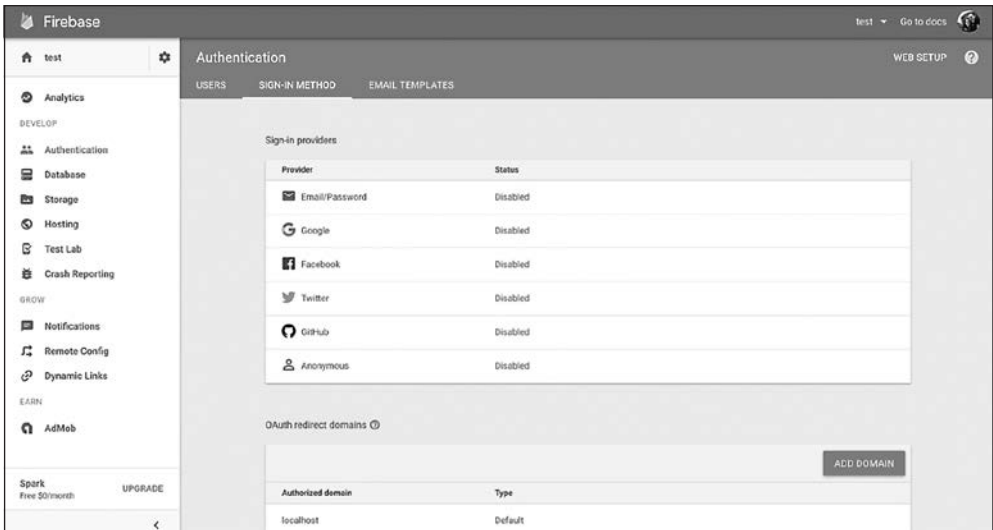 Firebase
test
Go to docs
test
Analytics
DEVELOP
Authentication
Database
Storage
Hosting
Test Lab
Crash Reporting
GROW
Notifications
Remote Config
Dynamic Links
EARN
AdMob
Spark
Free $0/month
UPGRADE
Authentication
WEB SETUP
USERS SIGN-IN METHOD EMAIL TEMPLATES
Sign-in providers
Provider Status
Email/Password Disabled
Google Disabled
Facebook Disabled
Twitter Disabled
GitHub Disabled
Anonymous Disabled
OAuth redirect domains
ADD DOMAIN
Authorized domain Type
localhost Default